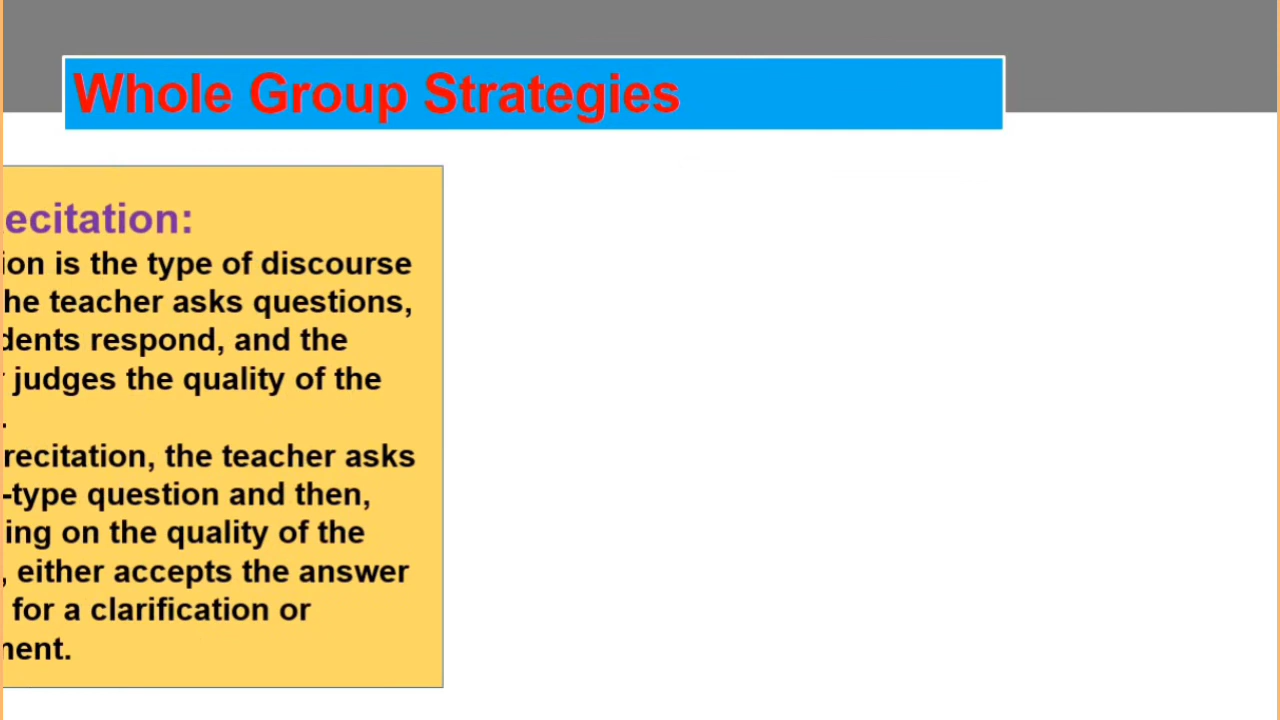 Whole Group Strategies
ecitation:
ion is the type of discourse
he teacher asks questions,
dents respond, and the
judges the quality of the
.
recitation, the teacher asks
-type question and then,
ing on the quality of the
, either accepts the answer
for a clarification or
ment.